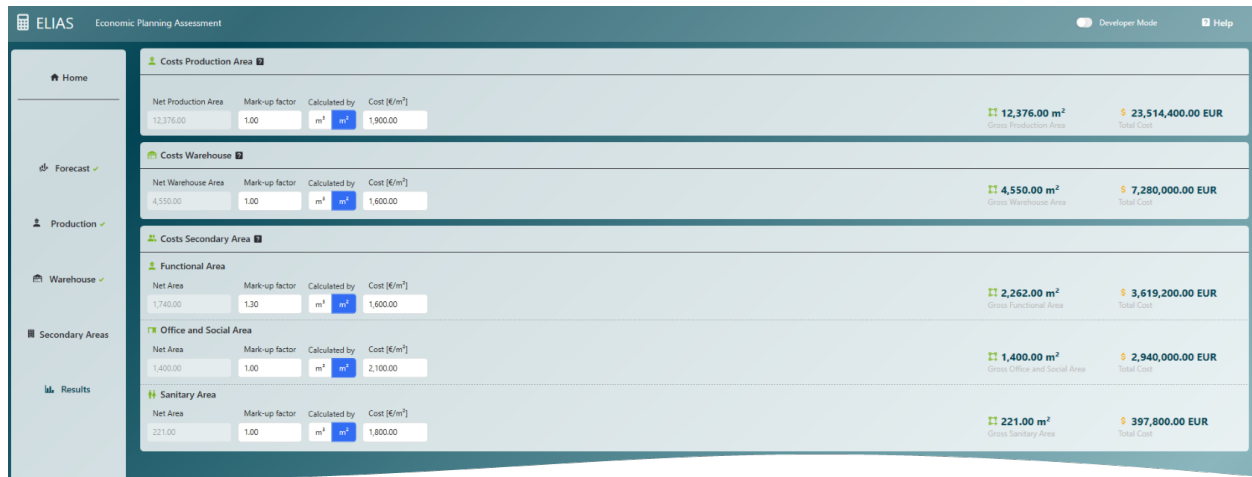 ELIAS Economic Planning Assessment Developer Mode Help
Home
Forecast
Production
Warehouse
Secondary Areas
Results
Costs Production Area
Net Production Area Mark-up factor Calculated by Cost [€/m²]
12,376.00 1.00 m³ m² 1,900.00
12,376.00 m² 23,514,400.00 EUR
Gross Production Area Total Cost
Costs Warehouse
Net Warehouse Area Mark-up factor Calculated by Cost [€/m²]
4,550.00 1.00 m³ m² 1,600.00
4,550.00 m² 7,280,000.00 EUR
Gross Warehouse Area Total Cost
Costs Secondary Area
Functional Area
Net Area Mark-up factor Calculated by Cost [€/m²]
1,740.00 1.30 m³ m² 1,600.00
2,262.00 m² 3,619,200.00 EUR
Gross Functional Area Total Cost
Office and Social Area
Net Area Mark-up factor Calculated by Cost [€/m²]
1,400.00 1.00 m³ m² 2,100.00
1,400.00 m² 2,940,000.00 EUR
Gross Office and Social Area Total Cost
Sanitary Area
Net Area Mark-up factor Calculated by Cost [€/m²]
221.00 1.00 m³ m² 1,800.00
221.00 m² 397,800.00 EUR
Gross Sanitary Area Total Cost